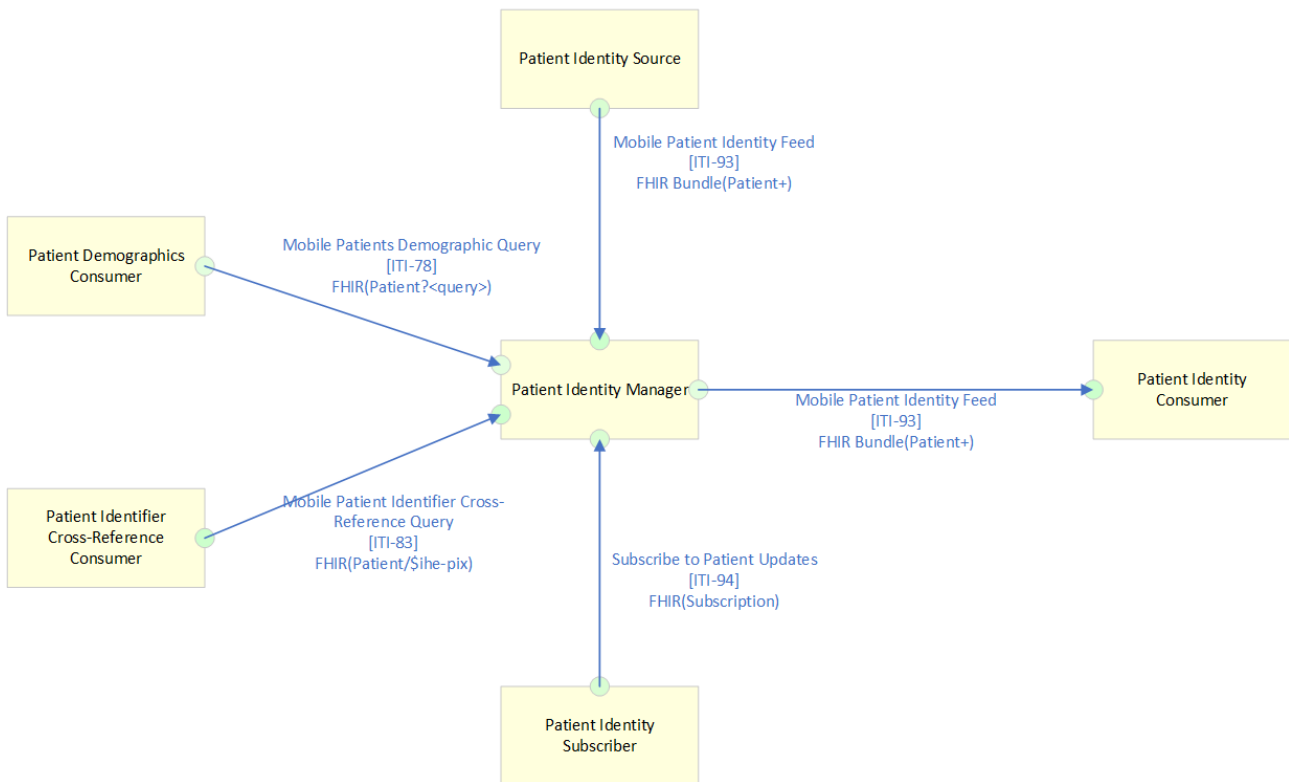 Patient Identity Source
Mobile Patient Identity Feed
[ITI-93]
FHIR Bundle(Patient+)
Patient Demographics
Consumer
Mobile Patients Demographic Query
[ITI-78]
FHIR(Patient?<query>)
Patient Identity Manager
Mobile Patient Identity Feed
[ITI-93]
FHIR Bundle(Patient+)
Patient Identity
Consumer
Patient Identifier
Cross-Reference
Consumer
Mobile Patient Identifier Cross-
Reference Query
[ITI-83]
FHIR(Patient/$ihe-pix)
Subscribe to Patient Updates
[ITI-94]
FHIR(Subscription)
Patient Identity
Subscriber